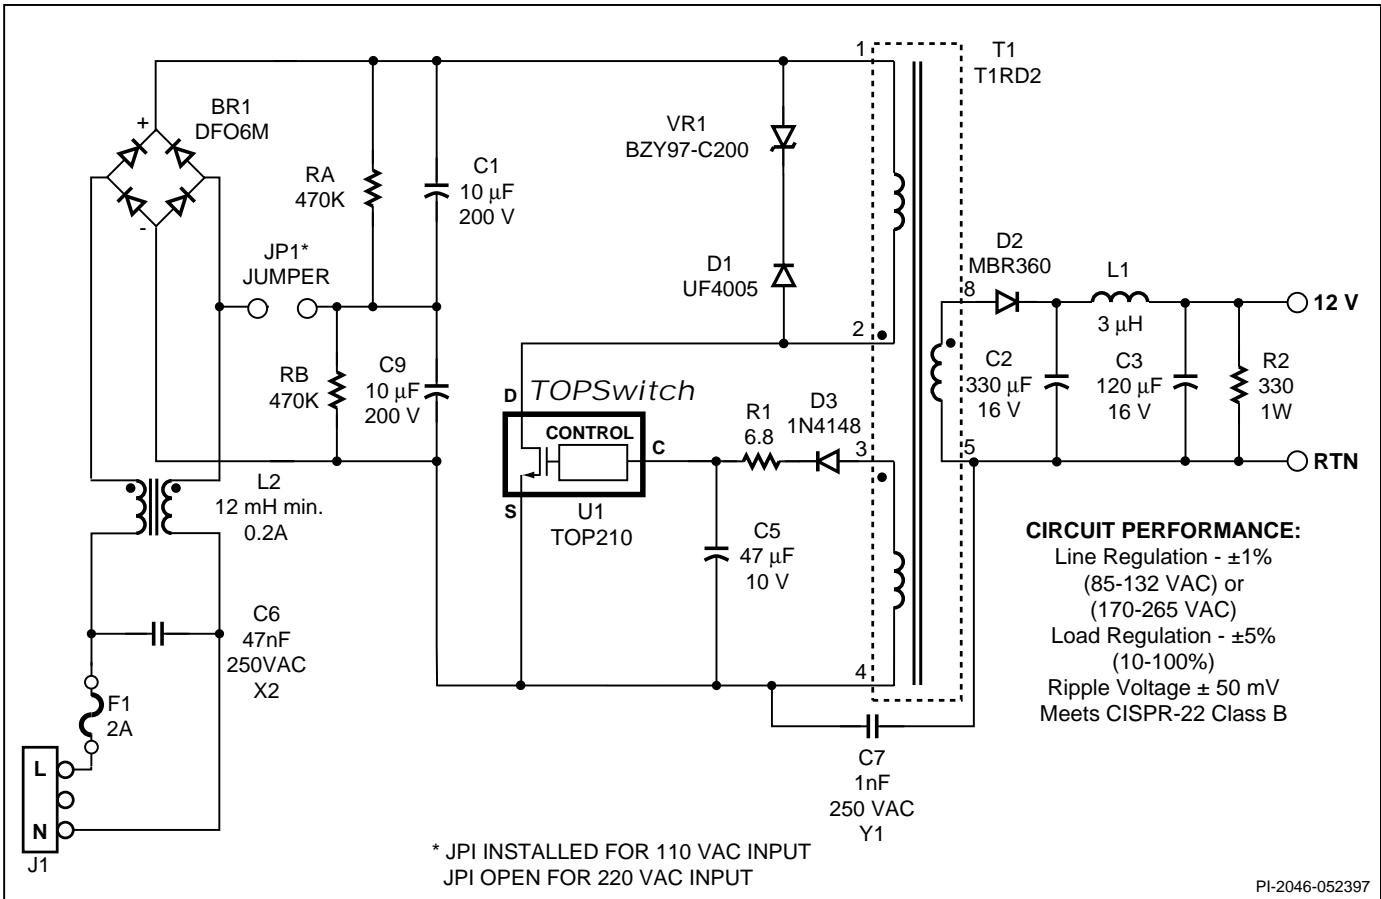 1
T1
T1RD2
BR1
DFO6M
+
-
VR1
BZY97-C200
RA
470K
C1
10 µF
200 V
JP1*
JUMPER
D1
UF4005
D2
MBR360
L1
8
12 V
3 µH
2
RB
470K
C9
10 µF
200 V
C2
330 µF
16 V
C3
120 µF
16 V
R2
330
1W
D
TOPSwitch
CONTROL
C
R1
6.8
D3
1N4148
3
5
RTN
S
U1
TOP210
L2
12 mH min.
0.2A
C5
47 µF
10 V
CIRCUIT PERFORMANCE:
Line Regulation - ±1%
(85-132 VAC) or
(170-265 VAC)
Load Regulation - ±5%
(10-100%)
Ripple Voltage ± 50 mV
Meets CISPR-22 Class B
C6
47nF
250VAC
X2
4
F1
2A
L
N
J1
C7
1nF
250 VAC
Y1
* JPI INSTALLED FOR 110 VAC INPUT
JPI OPEN FOR 220 VAC INPUT
PI-2046-052397